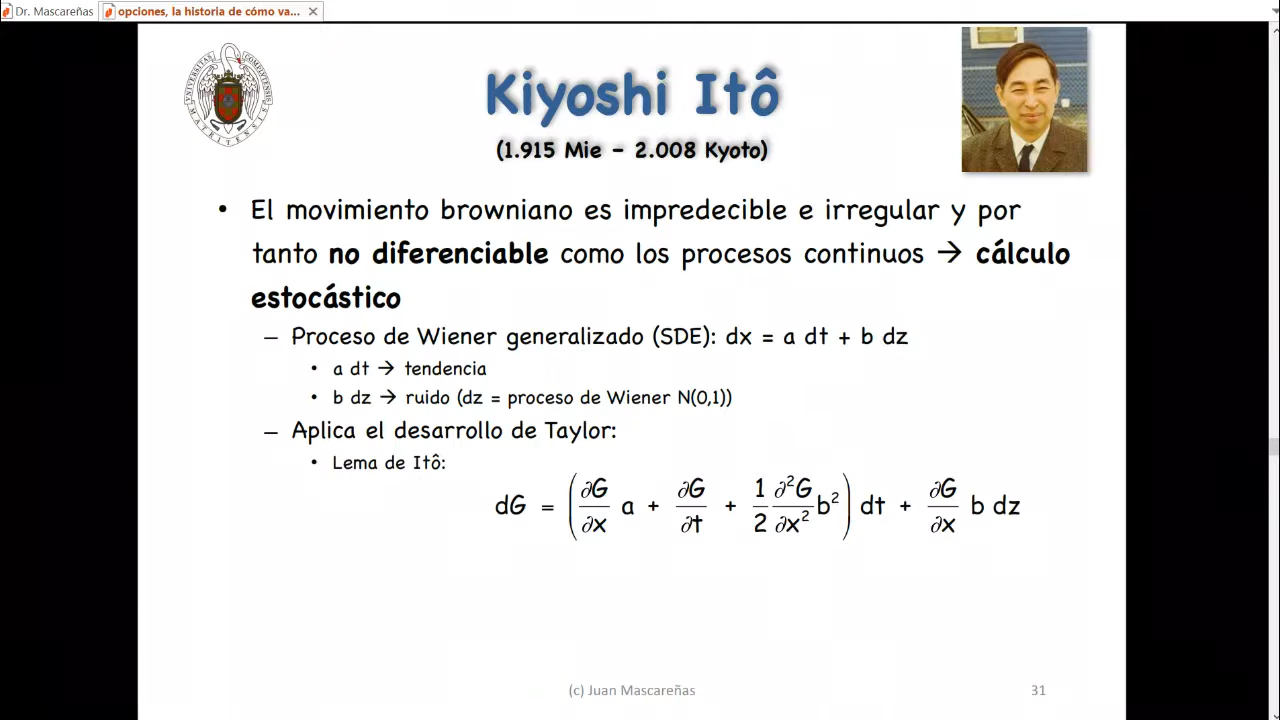 Dr. Mascareñas
opciones, la historia de cómo va...
Kiyoshi Itô
(1.915 Mie – 2.008 Kyoto)
• El movimiento browniano es impredecible e irregular y por
tanto no diferenciable como los procesos continuos → cálculo
estocástico
– Proceso de Wiener generalizado (SDE): dx = a dt + b dz
• a dt → tendencia
• b dz → ruido (dz = proceso de Wiener N(0,1))
– Aplica el desarrollo de Taylor:
• Lema de Itô:
dG = (∂G/∂x a + ∂G/∂t + 1/2 ∂²G/∂x² b²) dt + ∂G/∂x b dz
(c) Juan Mascareñas
31